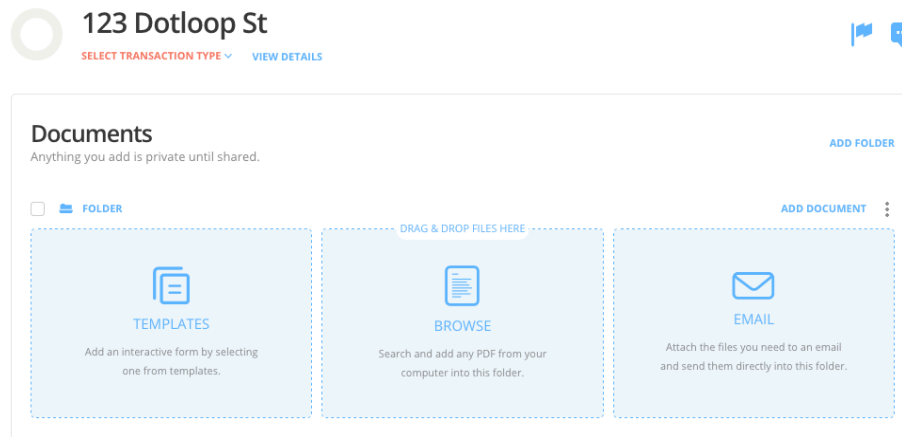 123 Dotloop St
SELECT TRANSACTION TYPE VIEW DETAILS
Documents
Anything you add is private until shared.
ADD FOLDER
FOLDER
ADD DOCUMENT
DRAG & DROP FILES HERE
TEMPLATES
Add an interactive form by selecting
one from templates.
BROWSE
Search and add any PDF from your
computer into this folder.
EMAIL
Attach the files you need to an email
and send them directly into this folder.